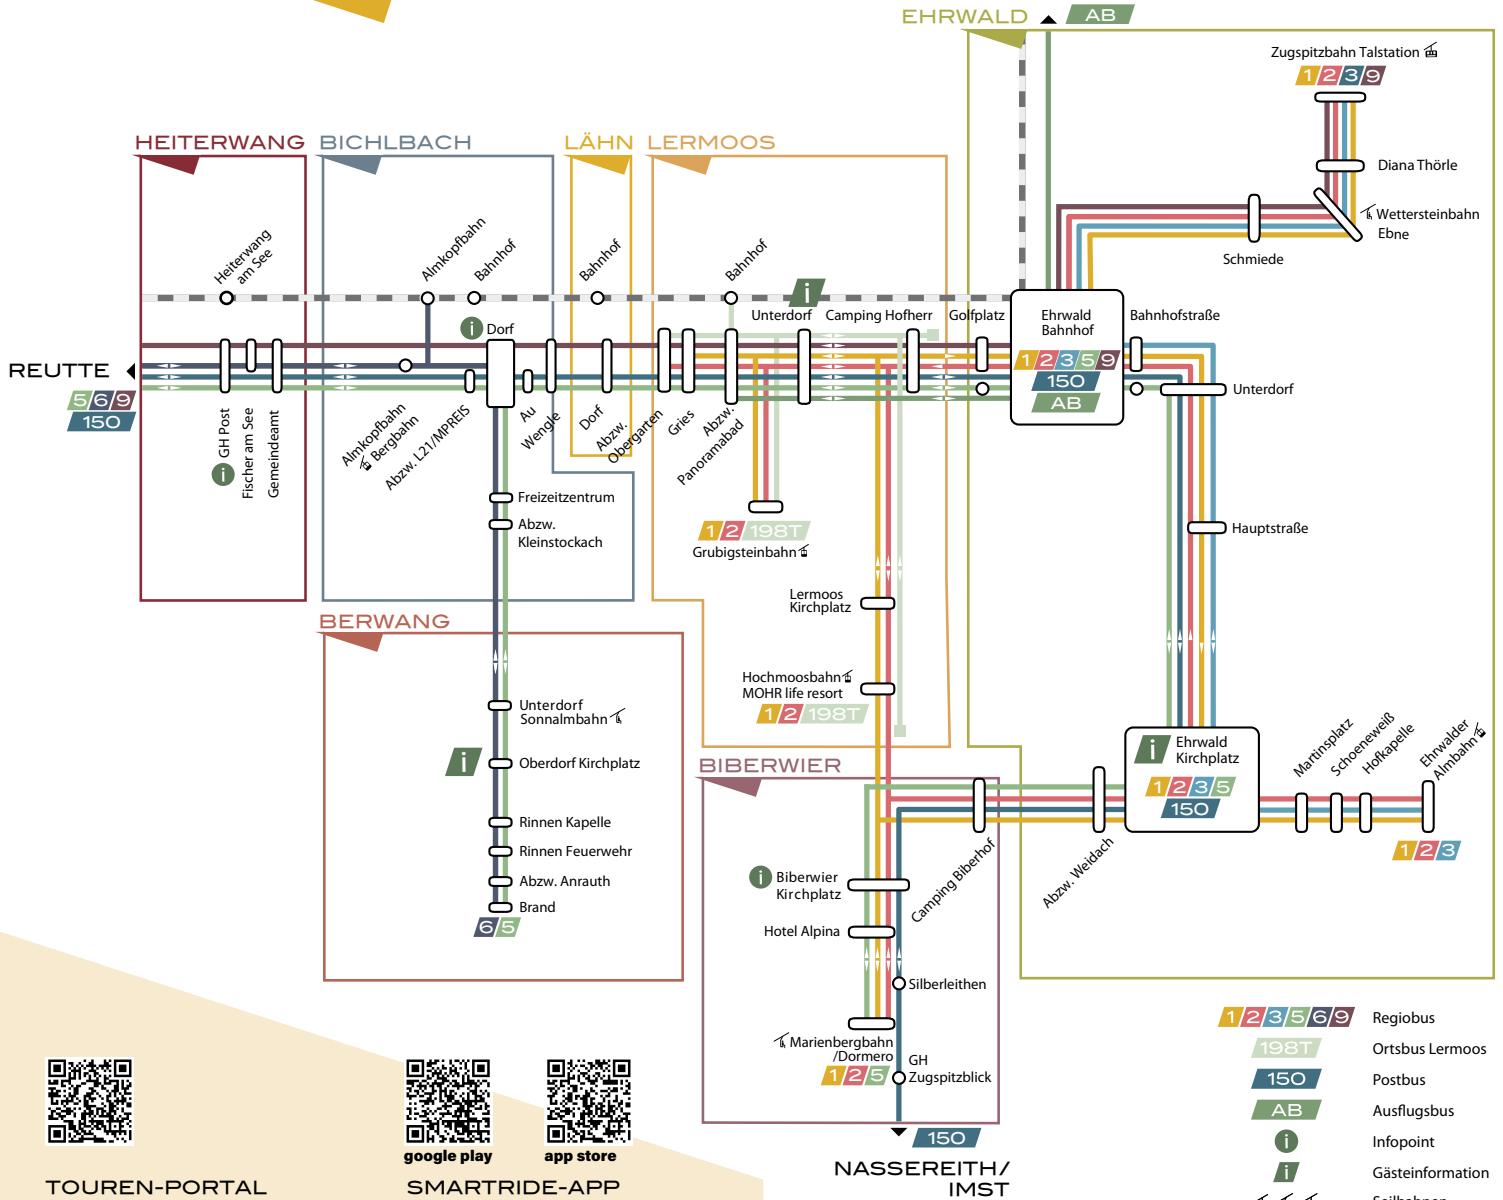 EHRWALD
AB
Zugspitzbahn Talstation
1 2 3 9
HEITERWANG
BICHLBACH
LÄHN
LERMOOS
Diana Thörle
Wettersteinbahn
Ebne
Schmiede
Heiterwang
am See
Almkopfbahn
Bahnhof
Bahnhof
Bahnhof
i
i Dorf
Unterdorf
Camping Hofherr
Golfplatz
Ehrwald
Bahnhof
1 2 3 5 9
150
AB
Bahnhofstraße
Unterdorf
REUTTE
5 6 9
150
i GH Post
Fischer am See
Gemeindeamt
Almkopfbahn
Bergbahn
Abzw. L21/MPREIS
Au
Wengle
Dorf
Abzw.
Obergarten
Gries
Abzw.
Panoramabad
Freizeitzentrum
Abzw.
Kleinstockach
1 2 198T
Grubigsteinbahn
Hauptstraße
Lermoos
Kirchplatz
BERWANG
Hochmoosbahn
MOHR life resort
1 2 198T
Unterdorf
Sonnalmbahn
i
Oberdorf Kirchplatz
Rinnen Kapelle
Rinnen Feuerwehr
Abzw. Anrauth
Brand
6 5
BIBERWIER
i
Ehrwald
Kirchplatz
1 2 3 5
150
Martinsplatz
Schoeneweiß
Hofkapelle
Ehrwalder
Almbahn
1 2 3
Camping Biberhof
Abzw. Weidach
i Biberwier
Kirchplatz
Hotel Alpina
Silberleithen
Marienbergbahn
/Dormero
1 2 5
GH
Zugspitzblick
150
NASSEREITH/
IMST
1 2 3 5 6 9 Regiobus
198T Ortsbus Lermoos
150 Postbus
AB Ausflugsbus
i Infopoint
i Gästeinformation
Seilbahnen
google play
app store
TOUREN-PORTAL
SMARTRIDE-APP